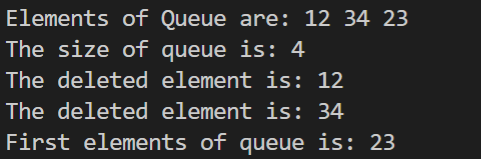 Elements of Queue are: 12 34 23
The size of queue is: 4
The deleted element is: 12
The deleted element is: 34
First elements of queue is: 23